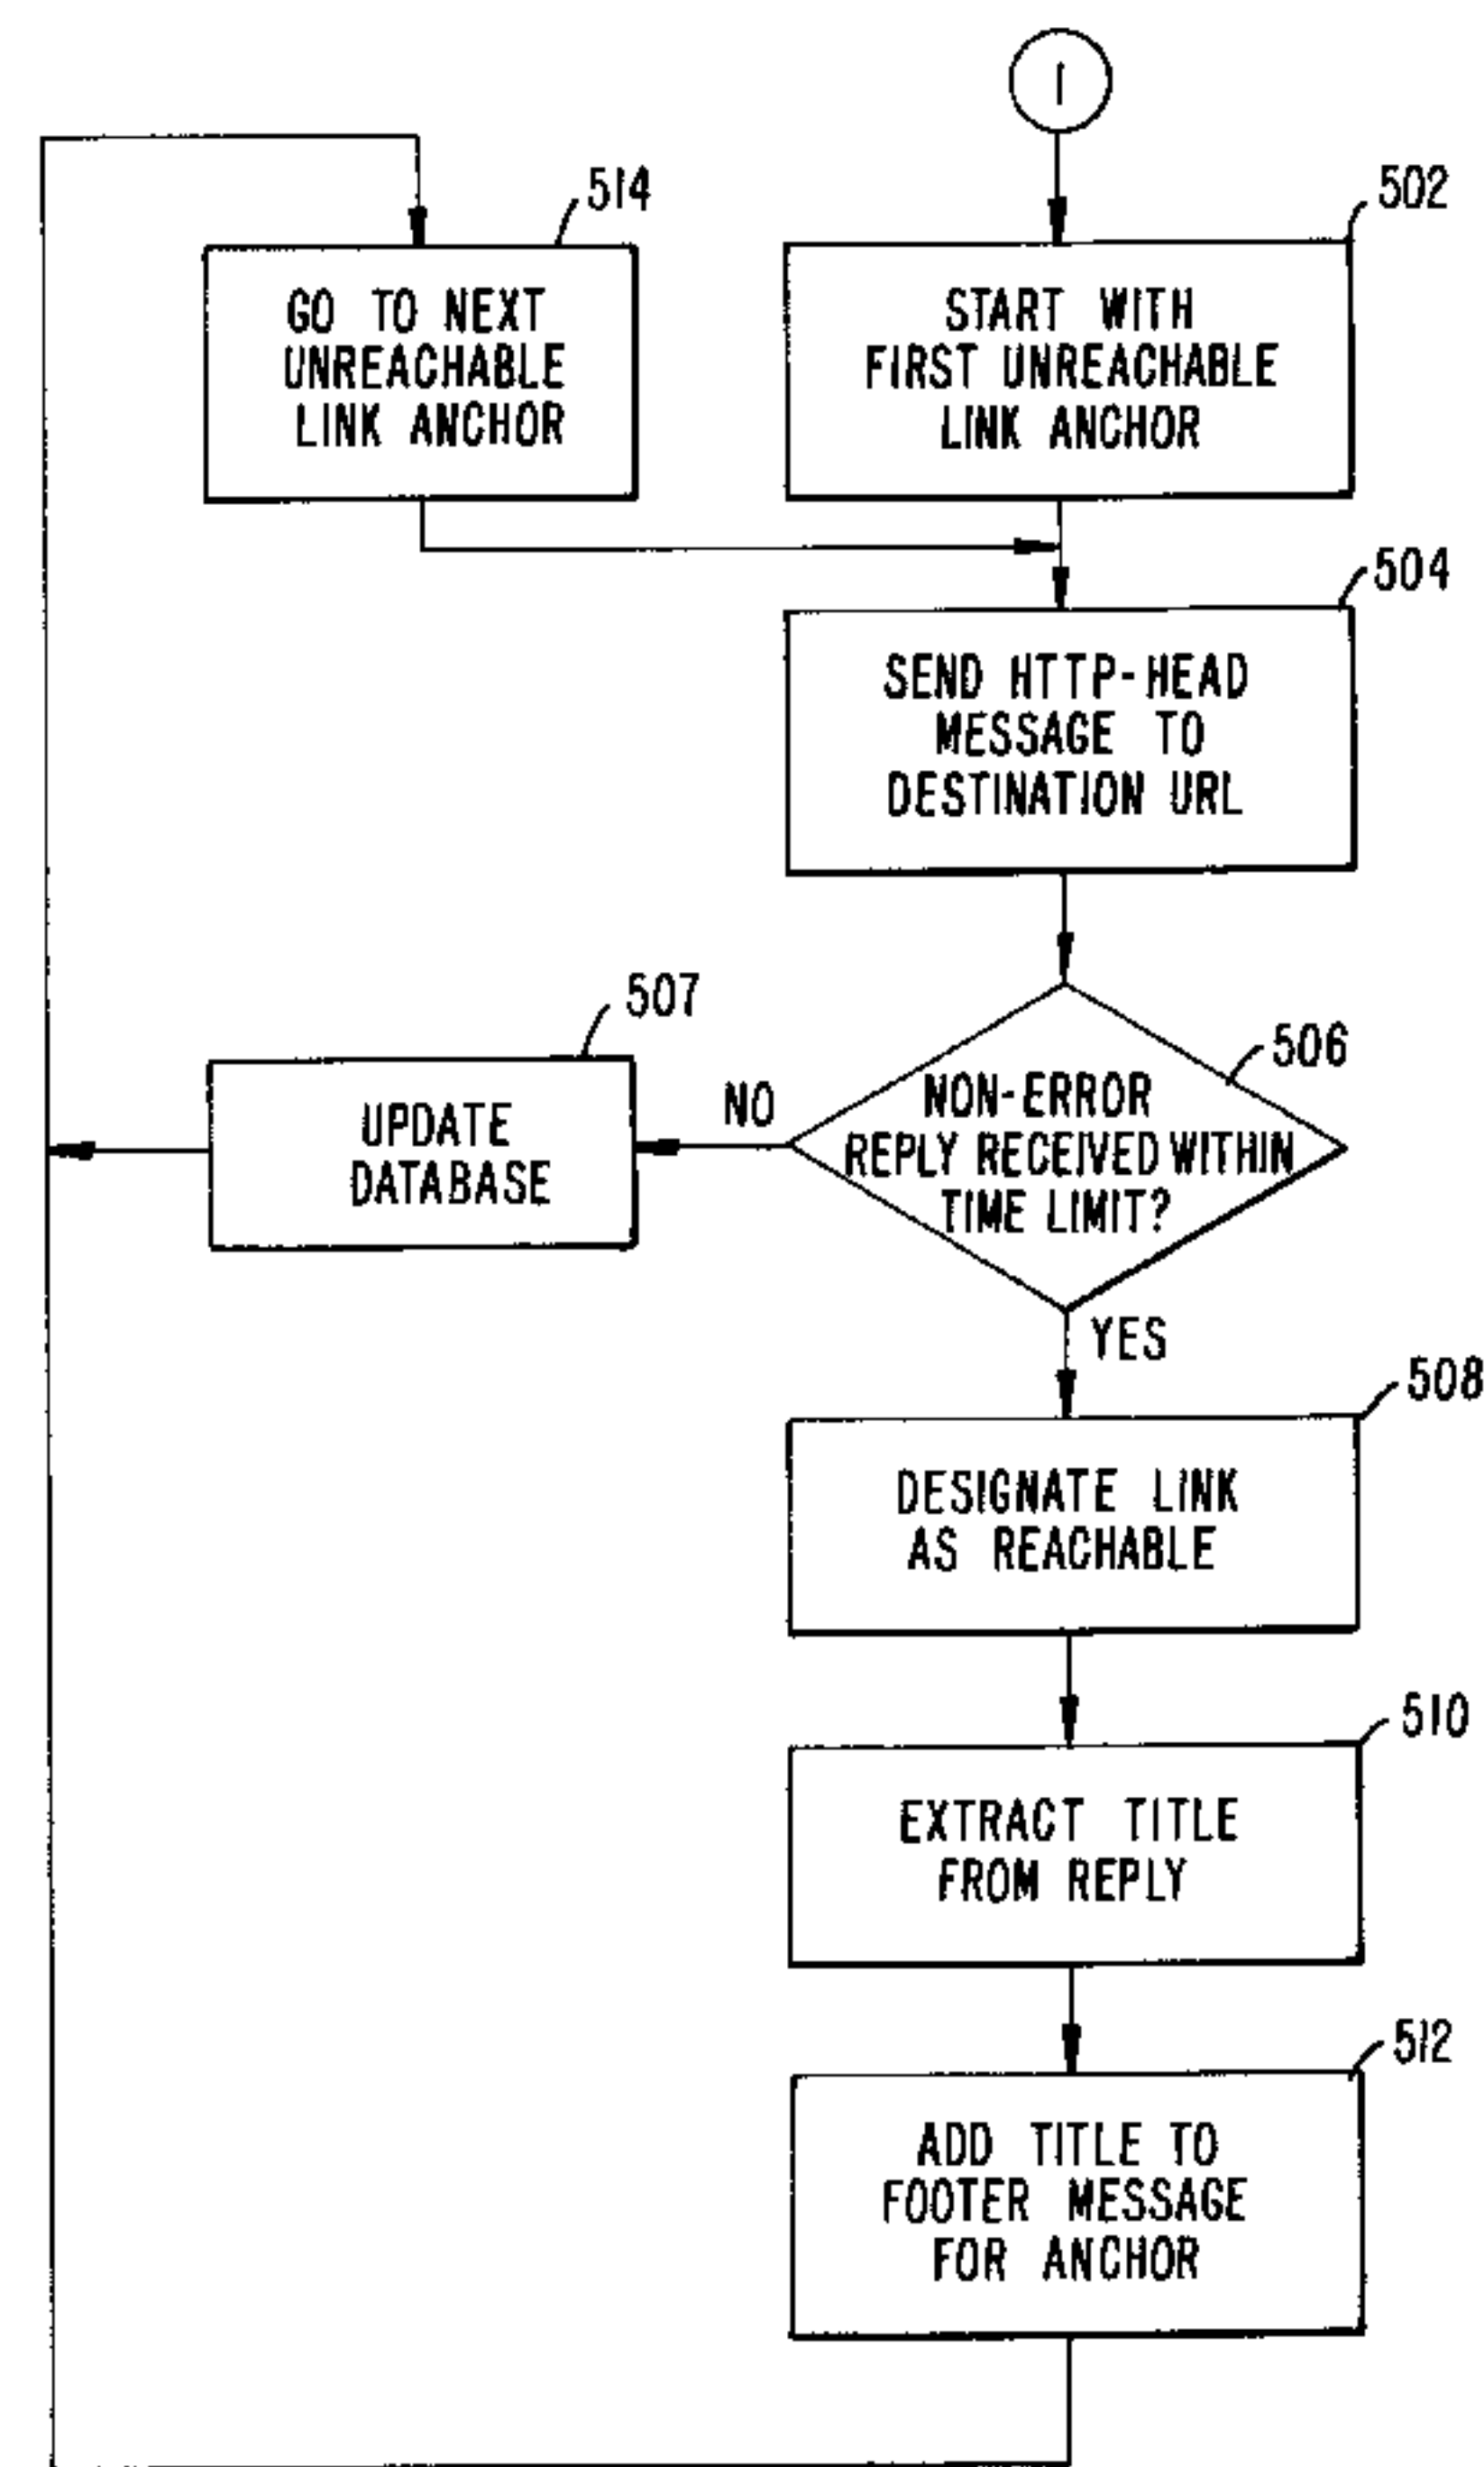 1
514
GO TO NEXT
UNREACHABLE
LINK ANCHOR
502
START WITH
FIRST UNREACHABLE
LINK ANCHOR
504
SEND HTTP-HEAD
MESSAGE TO
DESTINATION URL
507
UPDATE
DATABASE
NO
506
NON-ERROR
REPLY RECEIVED WITHIN
TIME LIMIT?
YES
508
DESIGNATE LINK
AS REACHABLE
510
EXTRACT TITLE
FROM REPLY
512
ADD TITLE TO
FOOTER MESSAGE
FOR ANCHOR